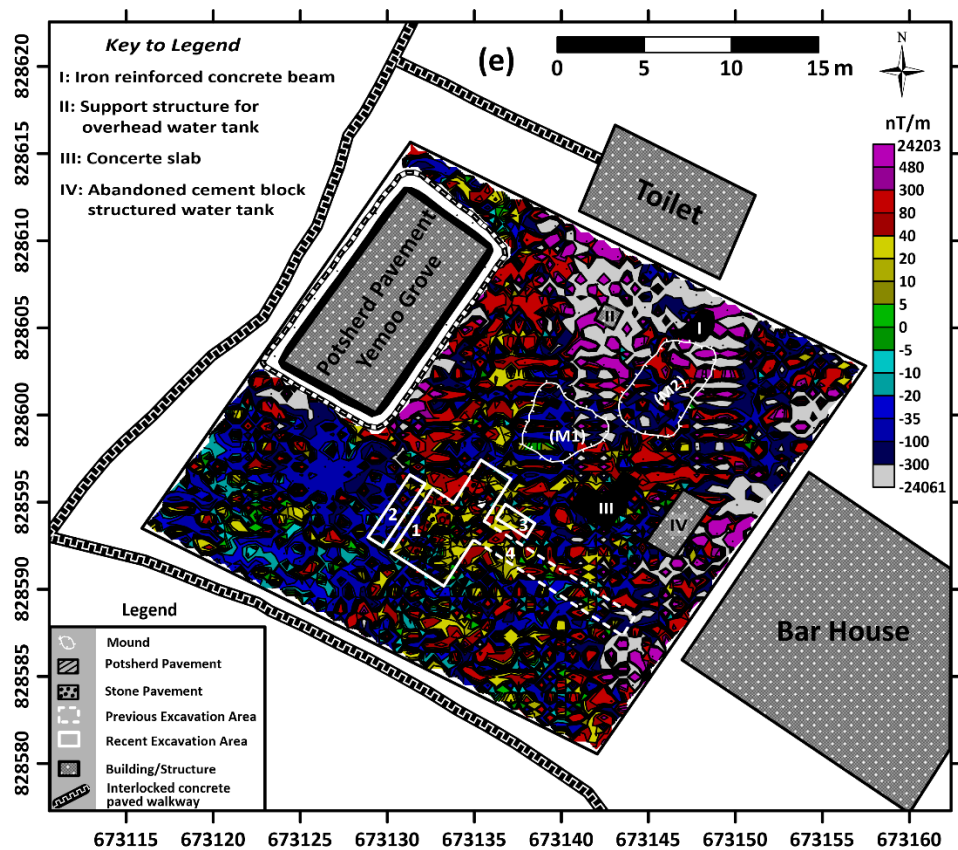 Key to Legend
I: Iron reinforced concrete beam
II: Support structure for
overhead water tank
III: Concerte slab
IV: Abandoned cement block
structured water tank
(e)
0 5 10 15 m
N
nT/m
24203
480
300
80
40
20
10
5
0
-5
-10
-20
-35
-100
-300
-24061
Toilet
Potsherd Pavement
Yemoo Grove
II
I
(M2)
(M1)
III
IV
2
1
3
4
Bar House
Legend
Mound
Potsherd Pavement
Stone Pavement
Previous Excavation Area
Recent Excavation Area
Building/Structure
Interlocked concrete
paved walkway
828620
828615
828610
828605
828600
828595
828590
828585
828580
673115 673120 673125 673130 673135 673140 673145 673150 673155 673160